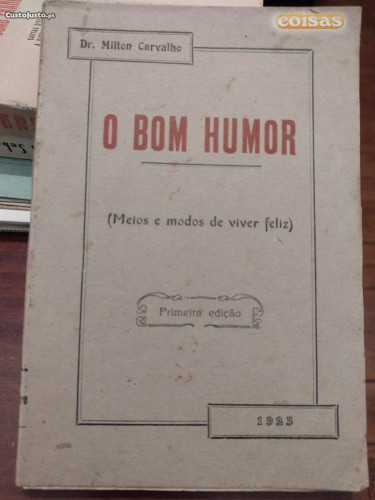 CustoJusto.pt
coisas
Dr. Milton Carvalho
O BOM HUMOR
(Meios e modos de viver feliz)
Primeira edição
1925